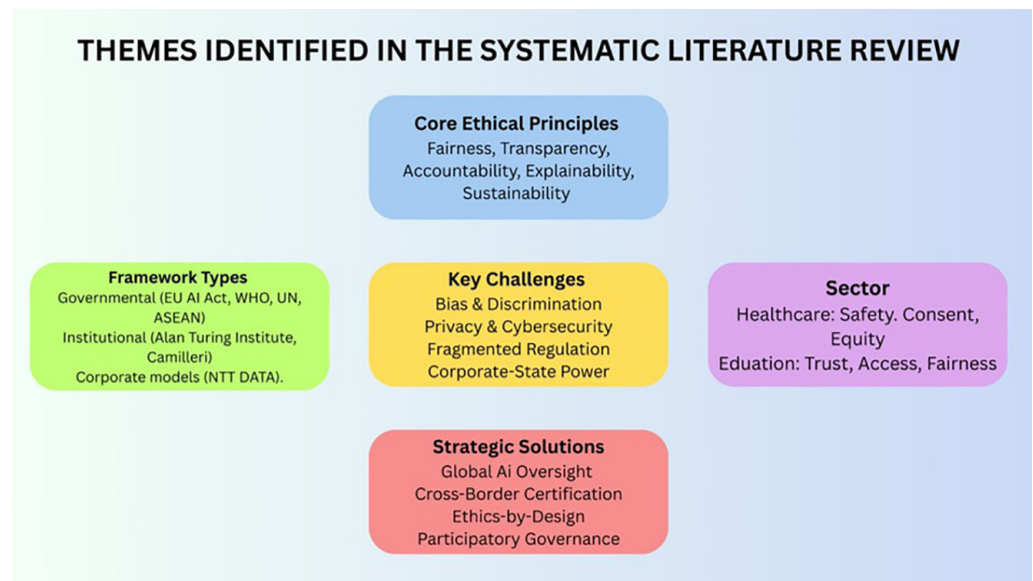 THEMES IDENTIFIED IN THE SYSTEMATIC LITERATURE REVIEW
Core Ethical Principles
Fairness, Transparency,
Accountability, Explainability,
Sustainability
Framework Types
Governmental (EU AI Act, WHO, UN,
ASEAN)
Institutional (Alan Turing Institute,
Camilleri)
Corporate models (NTT DATA).
Key Challenges
Bias & Discrimination
Privacy & Cybersecurity
Fragmented Regulation
Corporate-State Power
Sector
Healthcare: Safety. Consent,
Equity
Eduation: Trust, Access, Fairness
Strategic Solutions
Global Ai Oversight
Cross-Border Certification
Ethics-by-Design
Participatory Governance